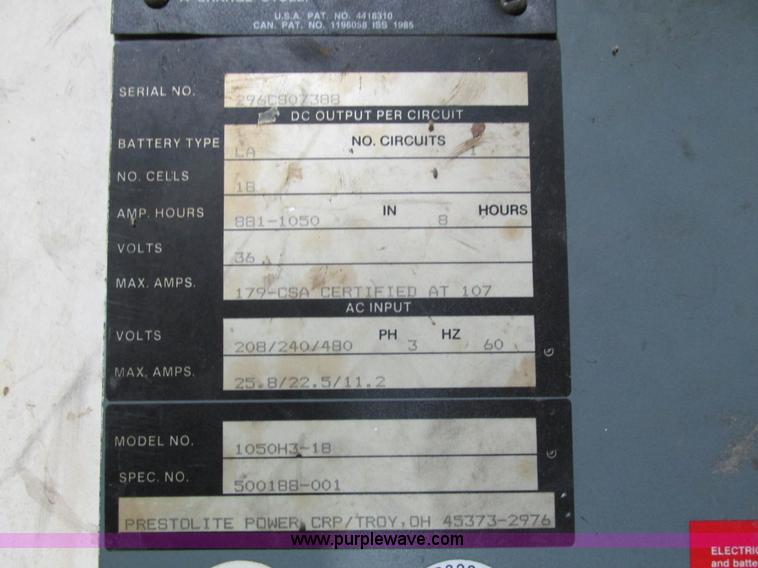 U.S.A. PAT. NO. 4418310
CAN. PAT. NO. 1196058 ISS 1985
SERIAL NO. 296CS07388
DC OUTPUT PER CIRCUIT
BATTERY TYPE LA NO. CIRCUITS 1
NO. CELLS 18
AMP. HOURS 881-1050 IN 8 HOURS
VOLTS 36
MAX. AMPS. 179-CSA CERTIFIED AT 107
AC INPUT
VOLTS 208/240/480 PH 3 HZ 60
MAX. AMPS. 25.8/22.5/11.2
MODEL NO. 1050H3-18
SPEC. NO. 500188-001
PRESTOLITE POWER CRP/TROY,OH 45373-2976
www.purplewave.com
ELECTRIC
and batte